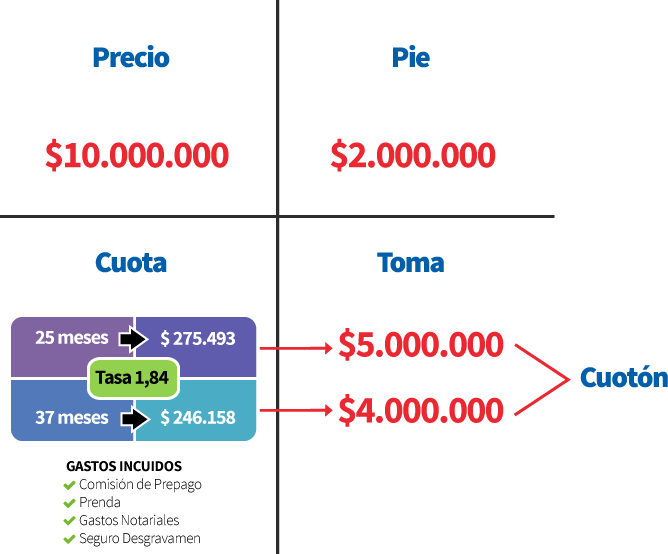 Precio
Pie
$10.000.000
$2.000.000
Cuota
Toma
25 meses
$ 275.493
$5.000.000
Tasa 1,84
Cuotón
37 meses
$ 246.158
$4.000.000
GASTOS INCUIDOS
Comisión de Prepago
Prenda
Gastos Notariales
Seguro Desgravamen